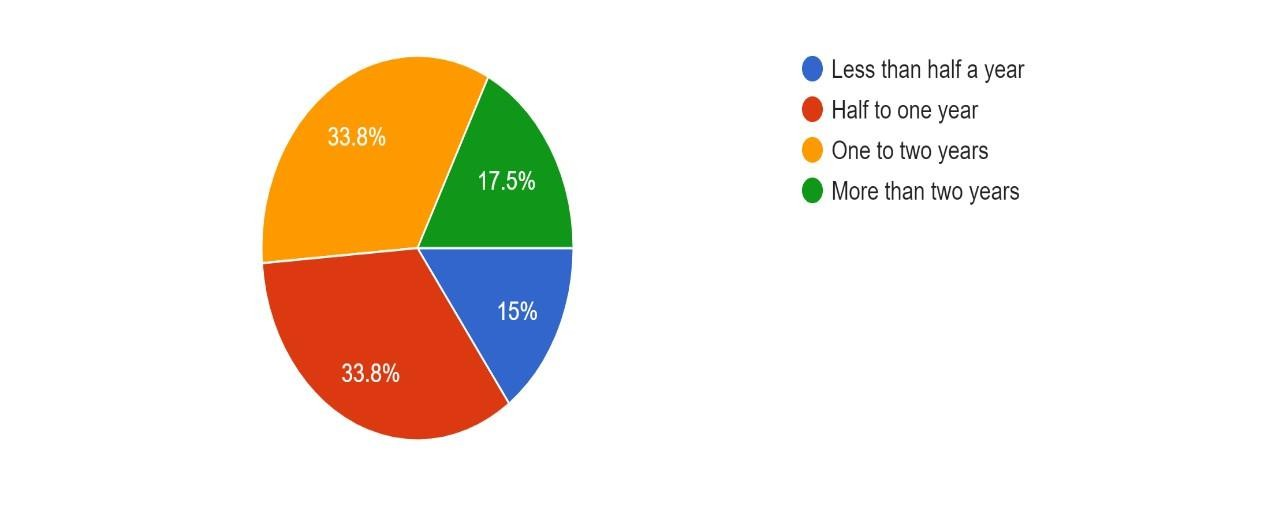 33.8%
17.5%
15%
33.8%
Less than half a year
Half to one year
One to two years
More than two years